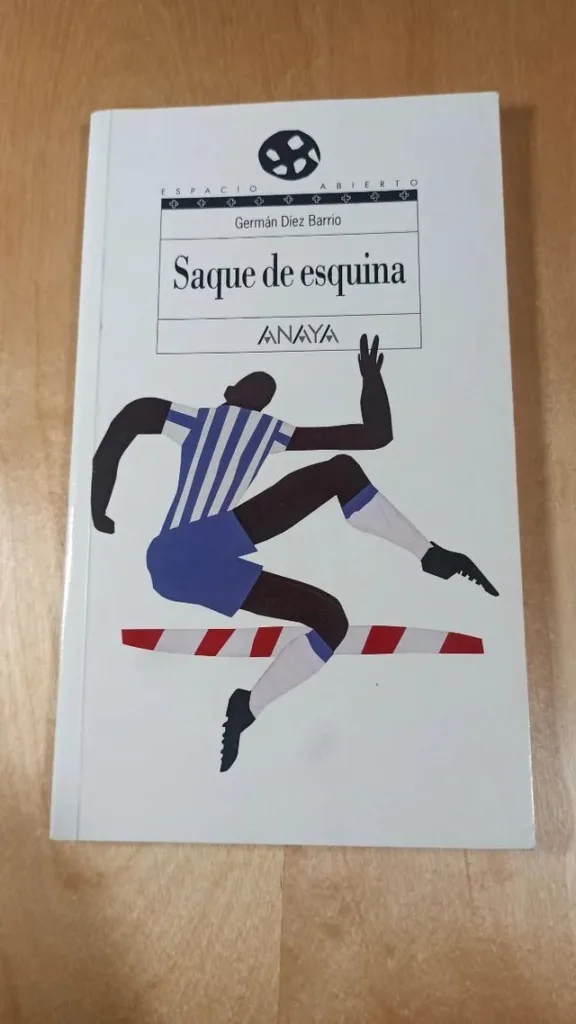 ESPACIO ABIERTO
Germán Díez Barrio
Saque de esquina
ANAYA